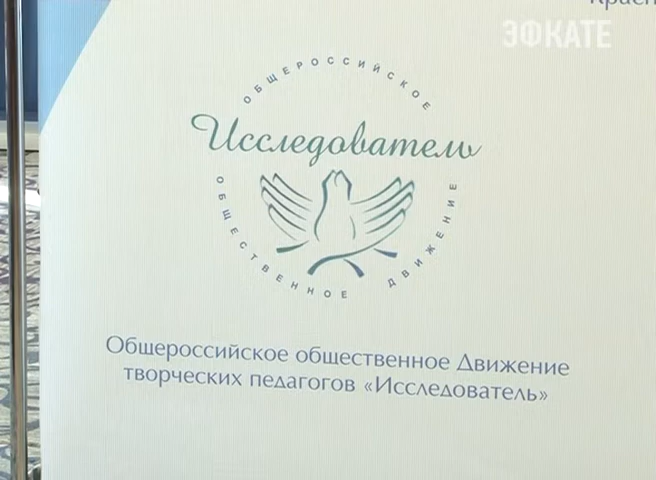 ЭФКАТЕ
ОБЩЕРОССИЙСКОЕ
Исследователь
ОБЩЕСТВЕННОЕ ДВИЖЕНИЕ
Общероссийское общественное Движение
творческих педагогов «Исследователь»